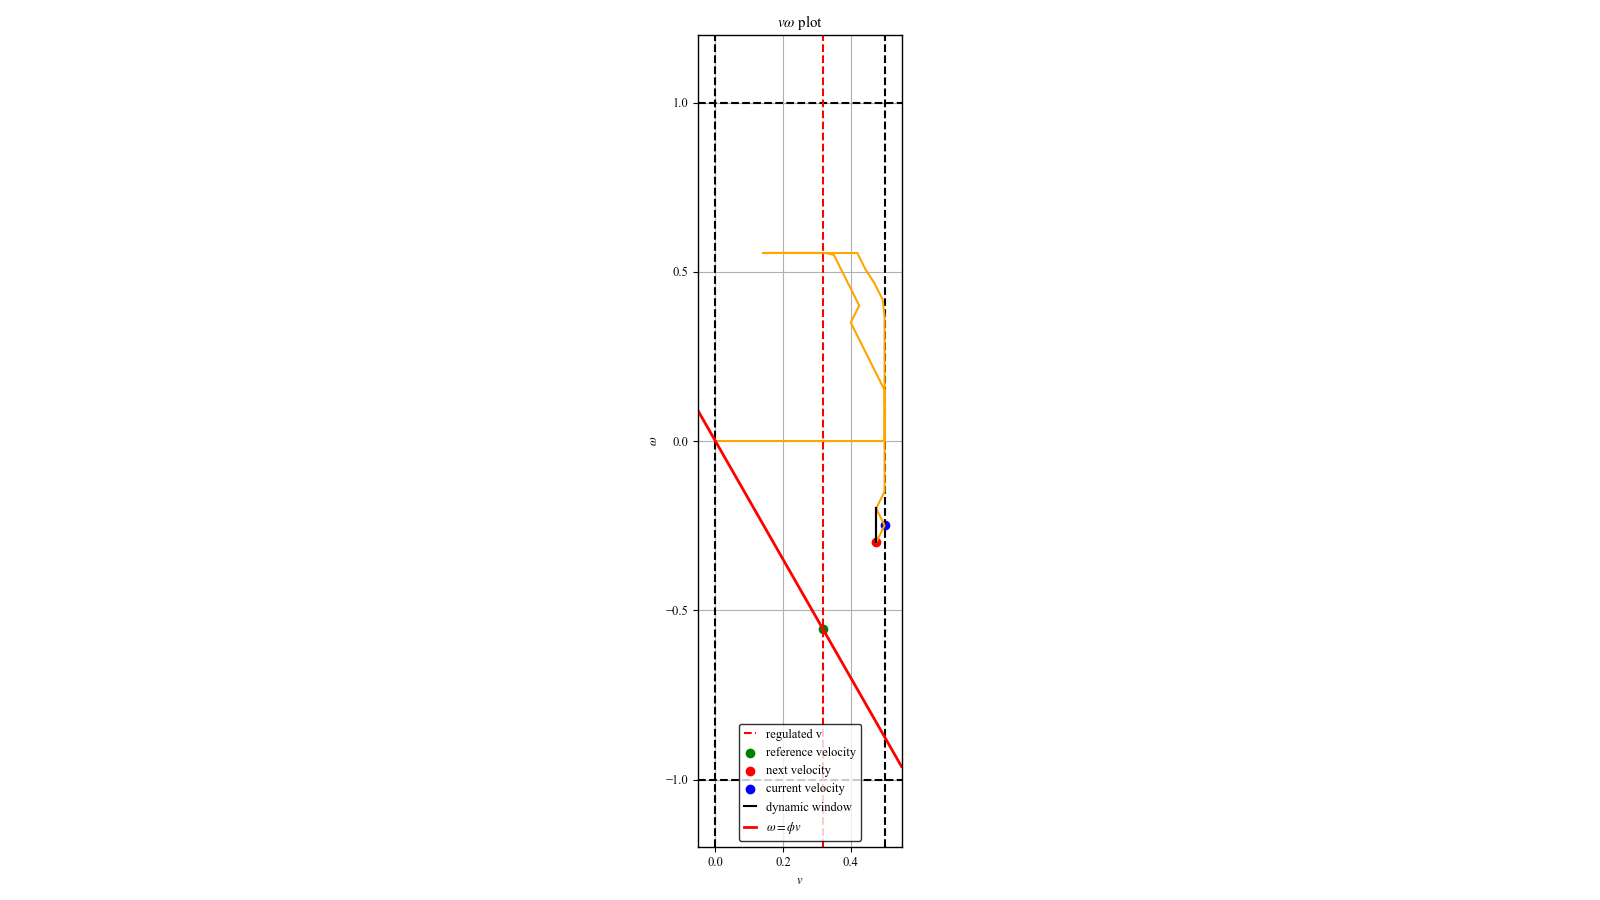 vω plot
1.0
0.5
0.0
−0.5
−1.0
ω
regulated v
reference velocity
next velocity
current velocity
dynamic window
ω = ϕv
0.0 0.2 0.4
v